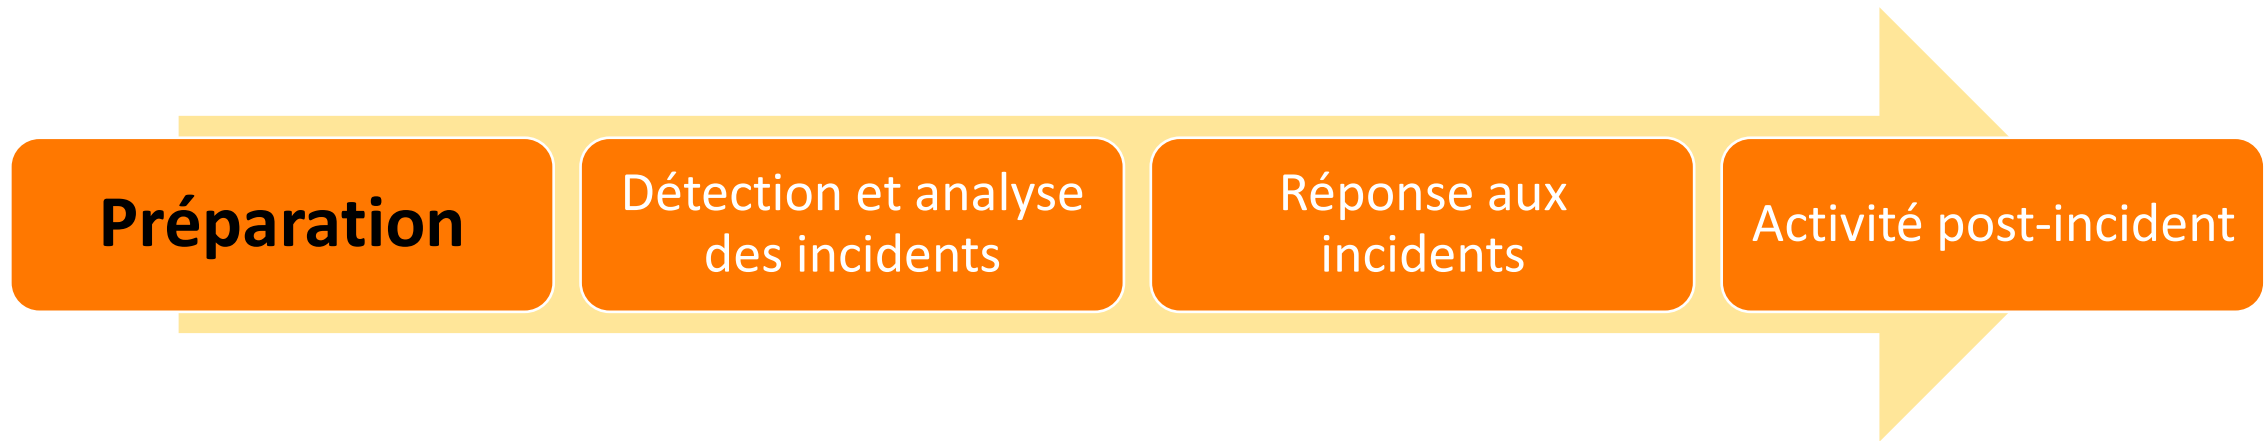 Préparation
Détection et analyse
des incidents
Réponse aux
incidents
Activité post-incident